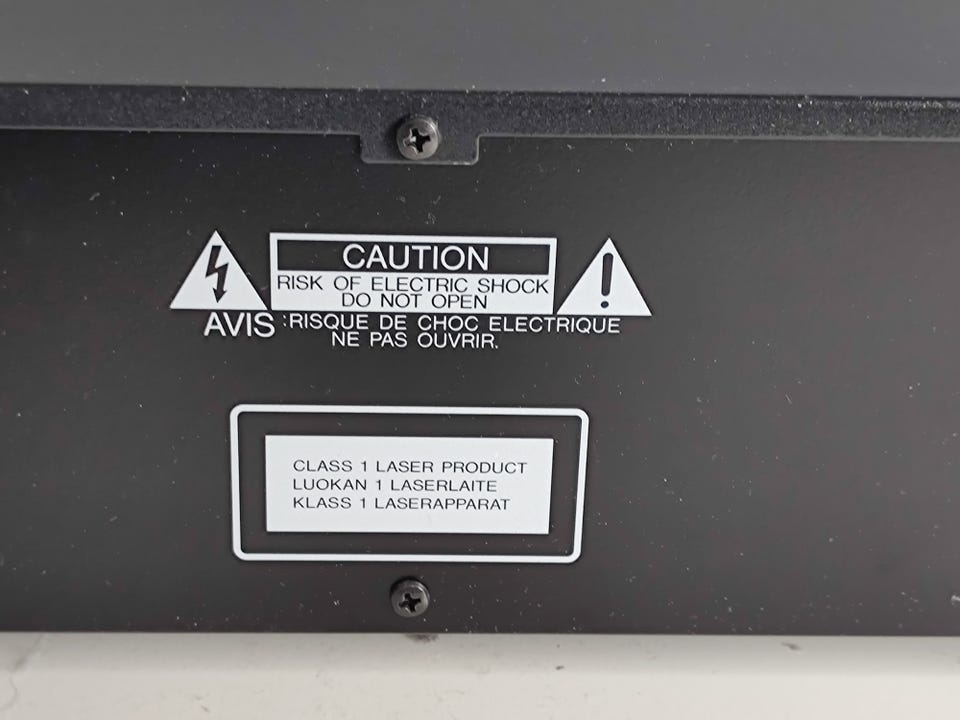 CAUTION
RISK OF ELECTRIC SHOCK
DO NOT OPEN
AVIS :RISQUE DE CHOC ELECTRIQUE
NE PAS OUVRIR.
CLASS 1 LASER PRODUCT
LUOKAN 1 LASERLAITE
KLASS 1 LASERAPPARAT